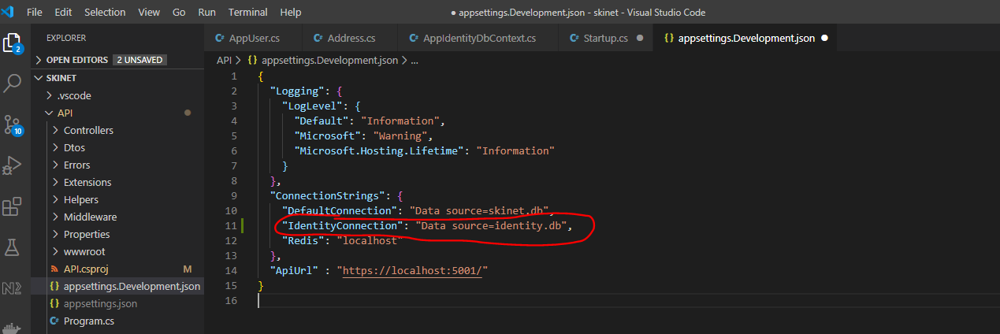 File Edit Selection View Go Run Terminal Help ● appsettings.Development.json - skinet - Visual Studio Code
EXPLORER
OPEN EDITORS 2 UNSAVED
SKINET
.vscode
API
Controllers
Dtos
Errors
Extensions
Helpers
Middleware
Properties
wwwroot
API.csproj M
appsettings.Development.json
appsettings.json
Program.cs
2
10
AppUser.cs Address.cs AppIdentityDbContext.cs Startup.cs ● {} appsettings.Development.json ●
API > {} appsettings.Development.json > ...
1 {
2 "Logging": {
3 "LogLevel": {
4 "Default": "Information",
5 "Microsoft": "Warning",
6 "Microsoft.Hosting.Lifetime": "Information"
7 }
8 },
9 "ConnectionStrings": {
10 "DefaultConnection": "Data source=skinet.db",
11 "IdentityConnection": "Data source=identity.db",
12 "Redis": "localhost"
13 },
14 "ApiUrl" : "https://localhost:5001/"
15 }
16